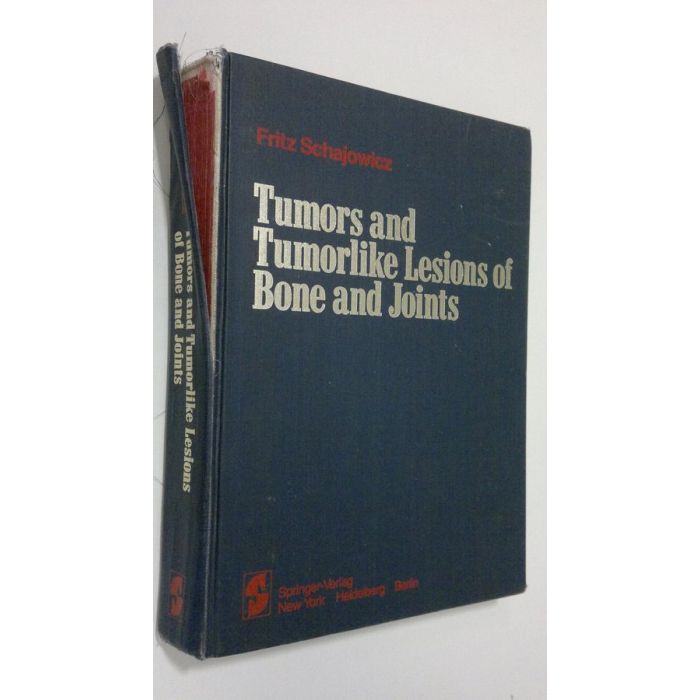 Fritz Schajowicz
Tumors and
Tumorlike Lesions of
Bone and Joints
Springer-Verlag
New York Heidelberg Berlin
Tumors and Tumorlike Lesions
of Bone and Joints